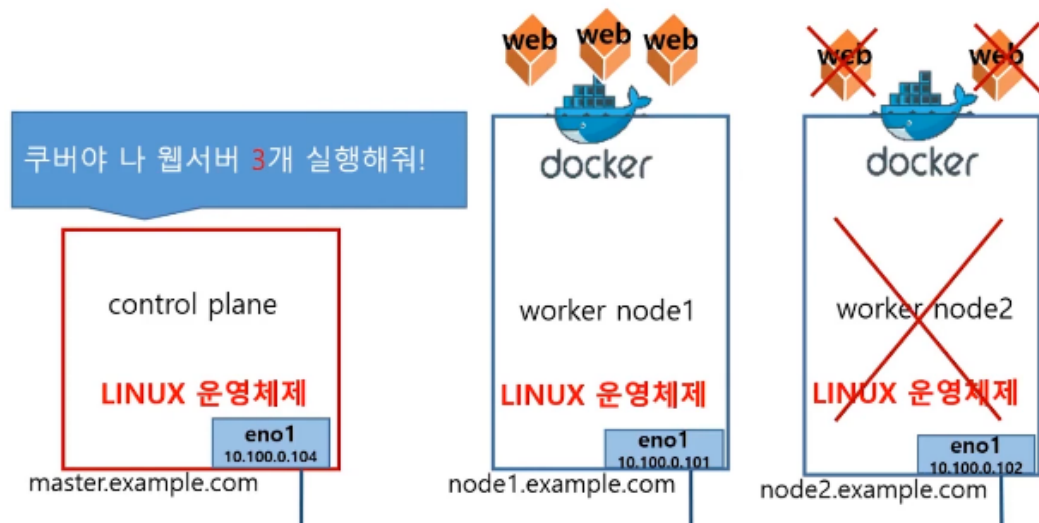 쿠버야 나 웹서버 3개 실행해줘!
control plane
LINUX 운영체제
eno1
10.100.0.104
master.example.com
web
web
web
docker
worker node1
LINUX 운영체제
eno1
10.100.0.101
node1.example.com
web
web
docker
worker node2
LINUX 운영체제
eno1
10.100.0.102
node2.example.com